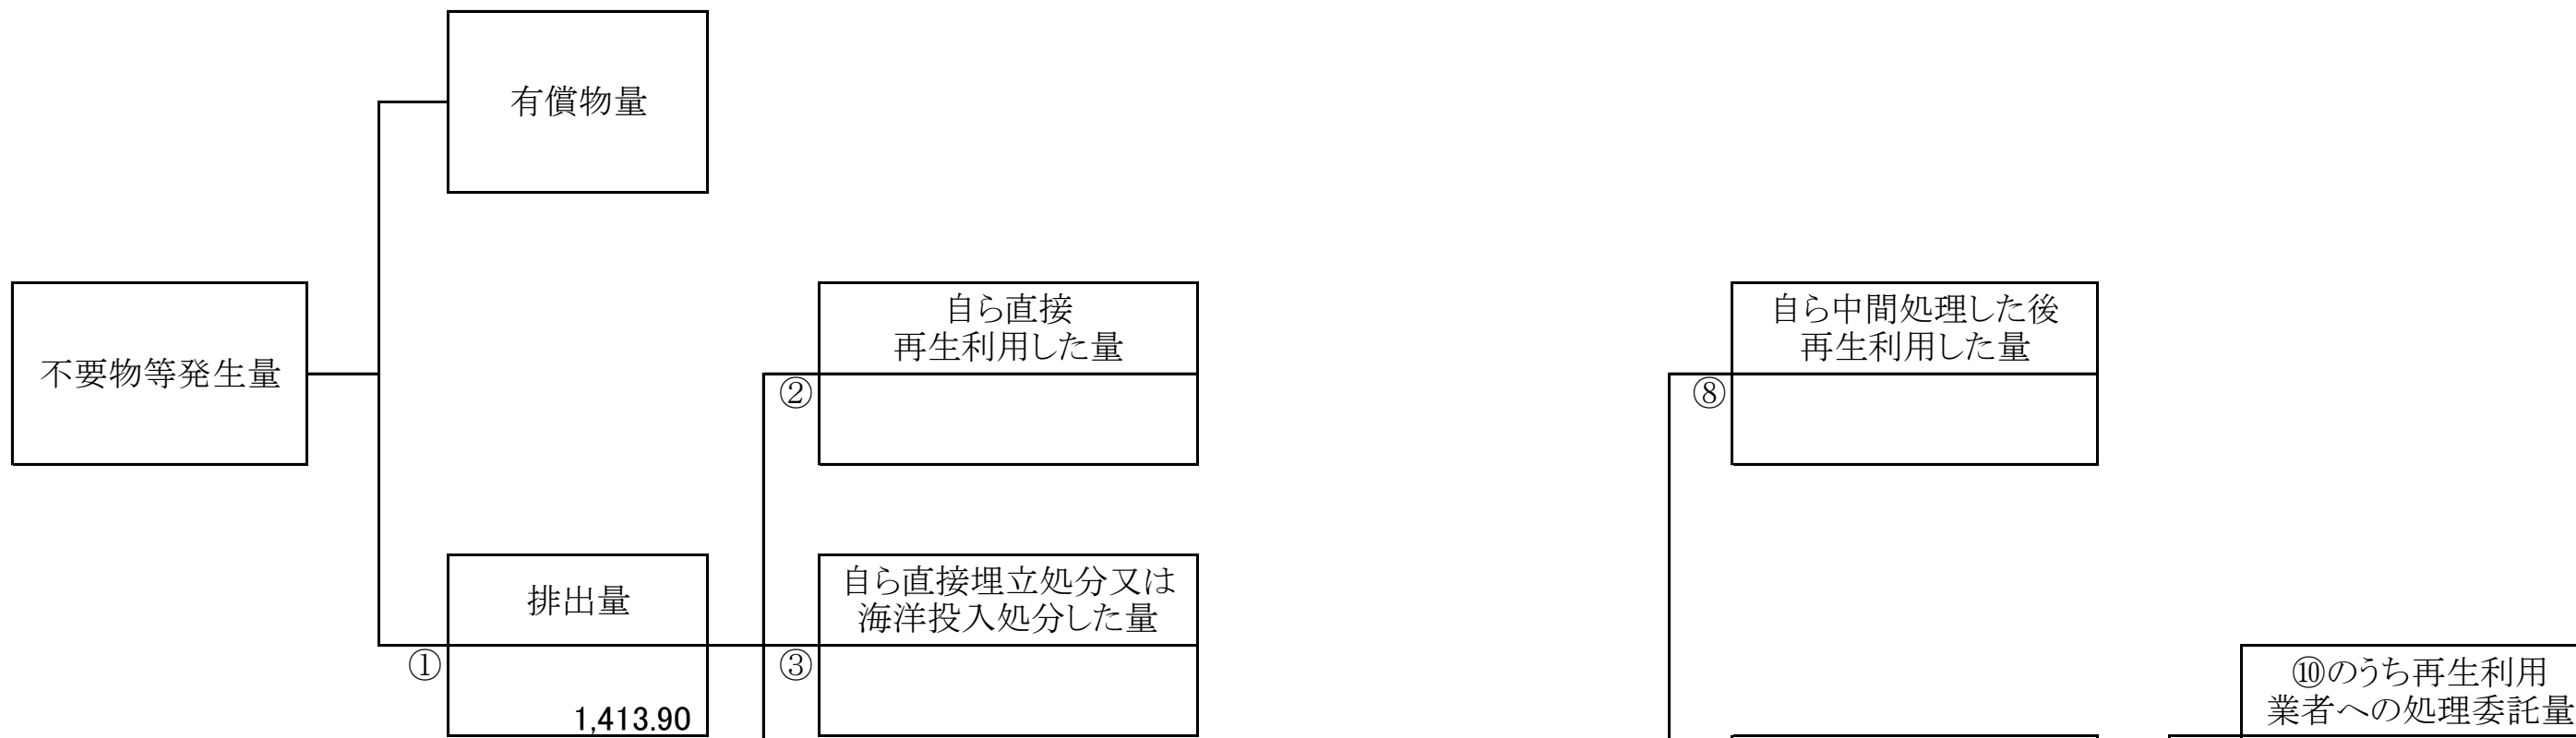 有償物量
不要物等発生量
自ら直接
再生利用した量
②
自ら中間処理した後
再生利用した量
⑧
排出量
①
1,413.90
自ら直接埋立処分又は
海洋投入処分した量
③
⑩のうち再生利用
業者への処理委託量